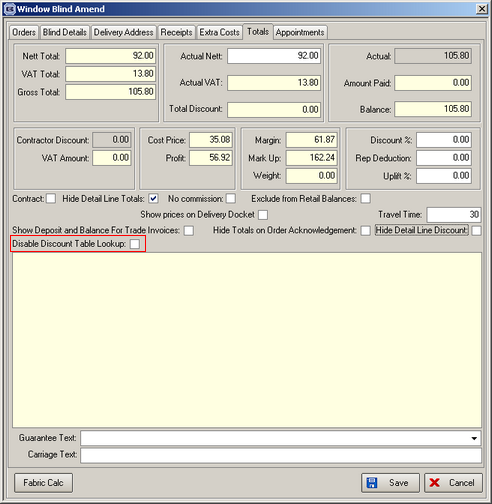 Window Blind Amend
Orders Blind Details Delivery Address Receipts Extra Costs Totals Appointments
Nett Total: 92.00 Actual Nett: 92.00 Actual: 105.80
VAT Total: 13.80 Actual VAT: 13.80 Amount Paid: 0.00
Gross Total: 105.80 Total Discount: 0.00 Balance: 105.80
Contractor Discount: 0.00 Cost Price: 35.08 Margin: 61.87 Discount %: 0.00
VAT Amount: 0.00 Profit: 56.92 Mark Up: 162.24 Rep Deduction: 0.00
Weight: 0.00 Uplift %: 0.00
Contract: Hide Detail Line Totals: No commission: Exclude from Retail Balances:
Show prices on Delivery Docket Travel Time: 30
Show Deposit and Balance For Trade Invoices: Hide Totals on Order Acknowledgement: Hide Detail Line Discount:
Disable Discount Table Lookup:
Guarantee Text:
Carriage Text:
Fabric Calc Save Cancel